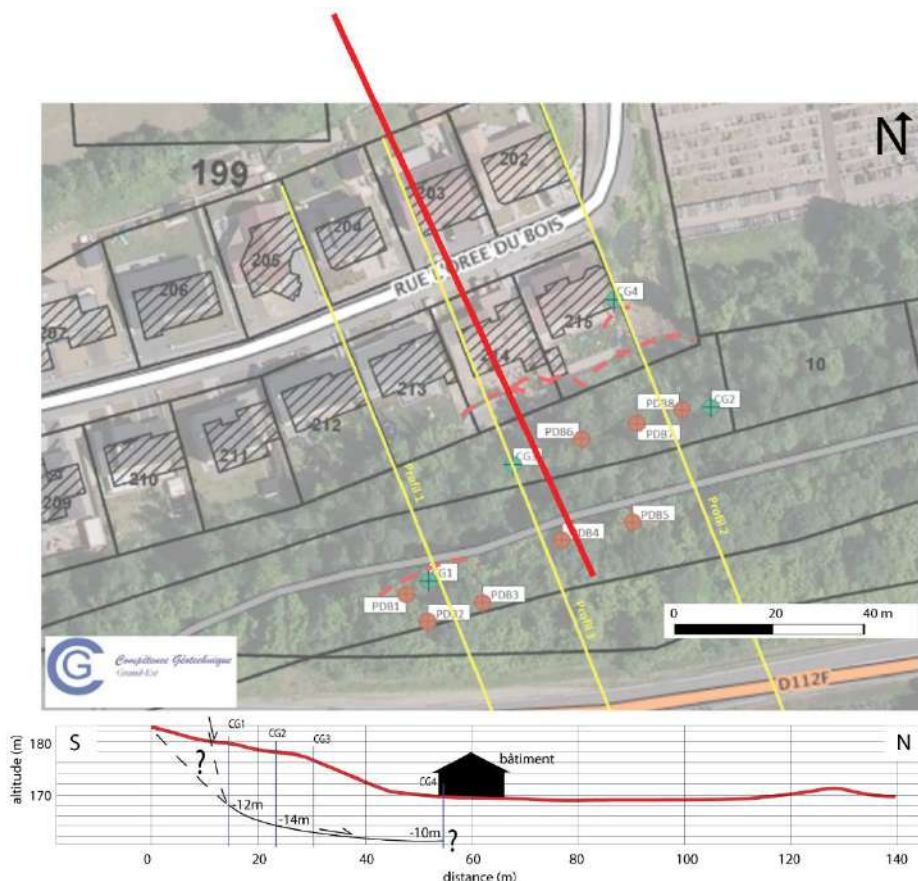 N
199
202
203
204
205
206
207
RUE L'OREE DU BOIS
CG4
215
214
213
212
211
210
209
10
PDB8
CG2
PDB7
PDB6
CG3
Profil 1
Profil 2
Profil 3
PDB5
PDB4
CG1
PDB1
PDB3
PDB2
0 20 40 m
D112F
CG
Compétence Géotechnique
Grand-Est
S
N
altitude (m)
180
170
CG1
CG2
CG3
CG4
bâtiment
?
-12m
-14m
-10m
?
0 20 40 60 80 100 120 140
distance (m)